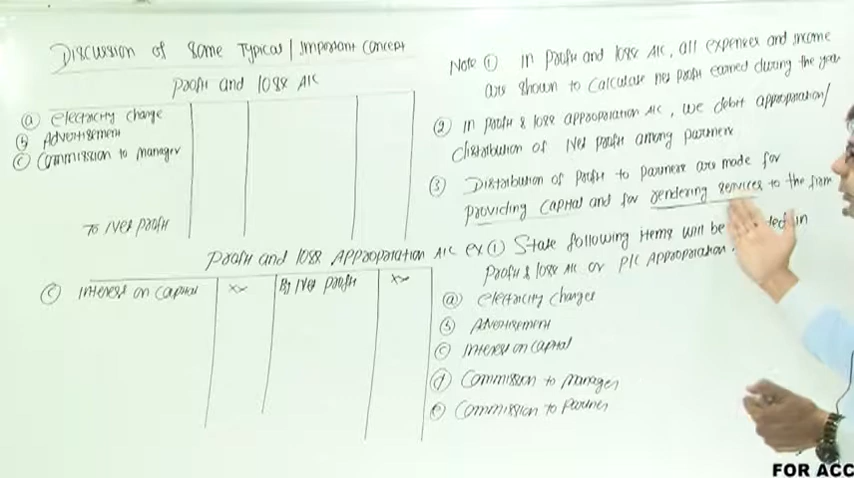 Discussion of some Typical / Important Concept
Profit and loss A/C
(a) Electricity charge
(b) Advertisement
(c) Commission to manager
To Net profit
Profit and loss Appropriation A/C
(c) Interest on capital xx By Net profit xx
Note (1) In Profit and loss A/C, all expenses and income
are shown to calculate net profit earned during the year
(2) In profit & loss appropriation A/C, we debit appropriation/
distribution of Net profit among partners
(3) Distribution of profit to partners are made for
providing capital and for rendering services to the firm
ex (1) State following items will be in
Profit & loss A/C or P/L Appropriation.
(a) electricity charges
(b) Advertisement
(c) Interest on capital
(d) Commission to manager
(e) Commission to Partner
FOR ACC